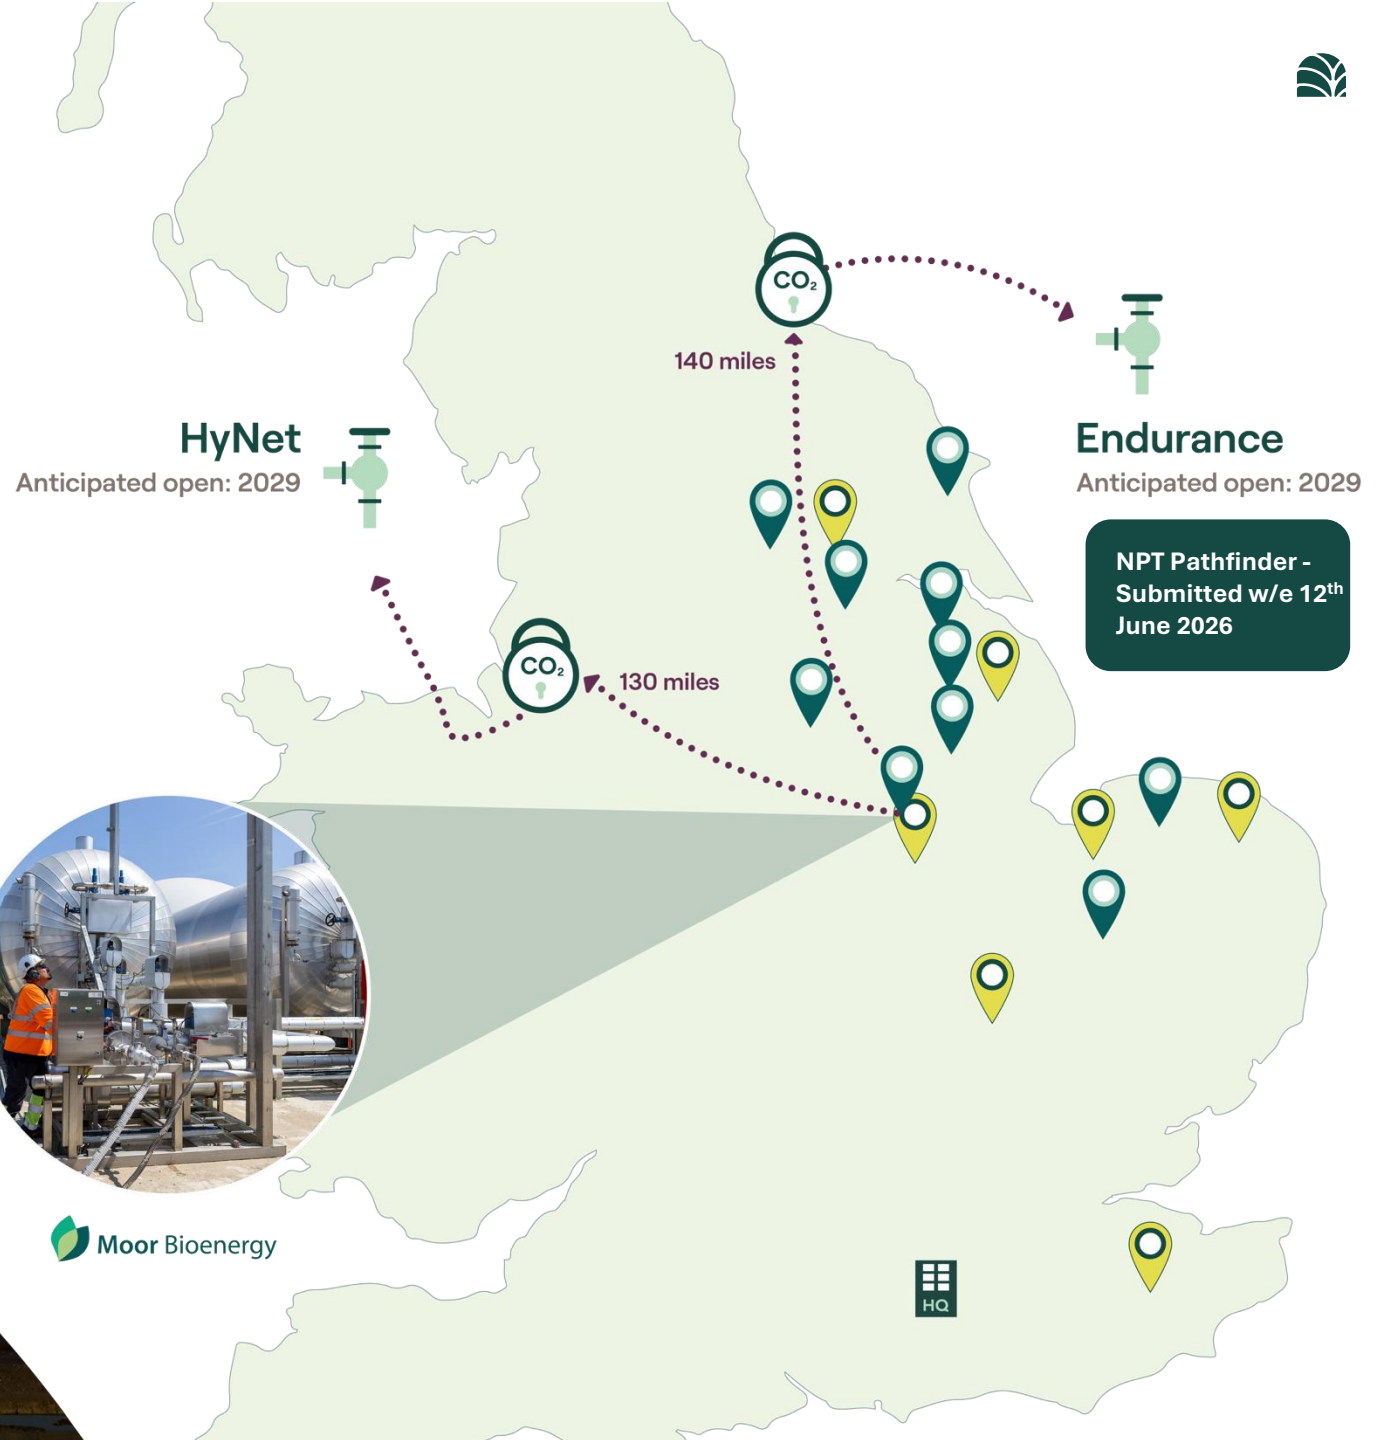 CO₂
140 miles
HyNet
Anticipated open: 2029
Endurance
Anticipated open: 2029
NPT Pathfinder -
Submitted w/e 12th
June 2026
CO₂
130 miles
Moor Bioenergy
HQ